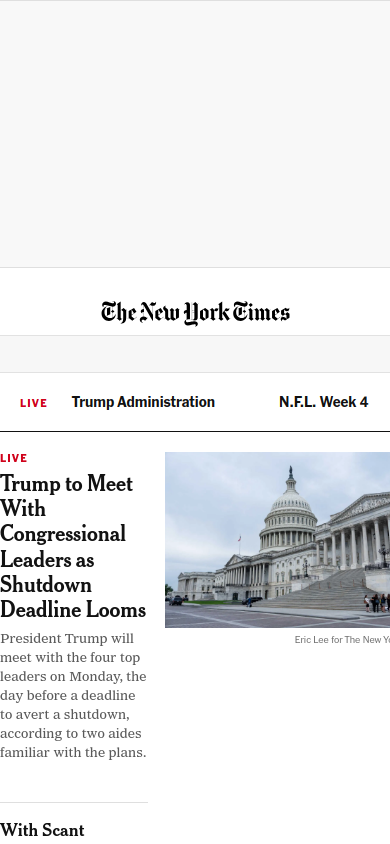 The New York Times
LIVE Trump Administration N.F.L. Week 4
LIVE
Trump to Meet
With
Congressional
Leaders as
Shutdown
Deadline Looms
President Trump will
meet with the four top
leaders on Monday, the
day before a deadline
to avert a shutdown,
according to two aides
familiar with the plans.
Eric Lee for The New Yo
With Scant